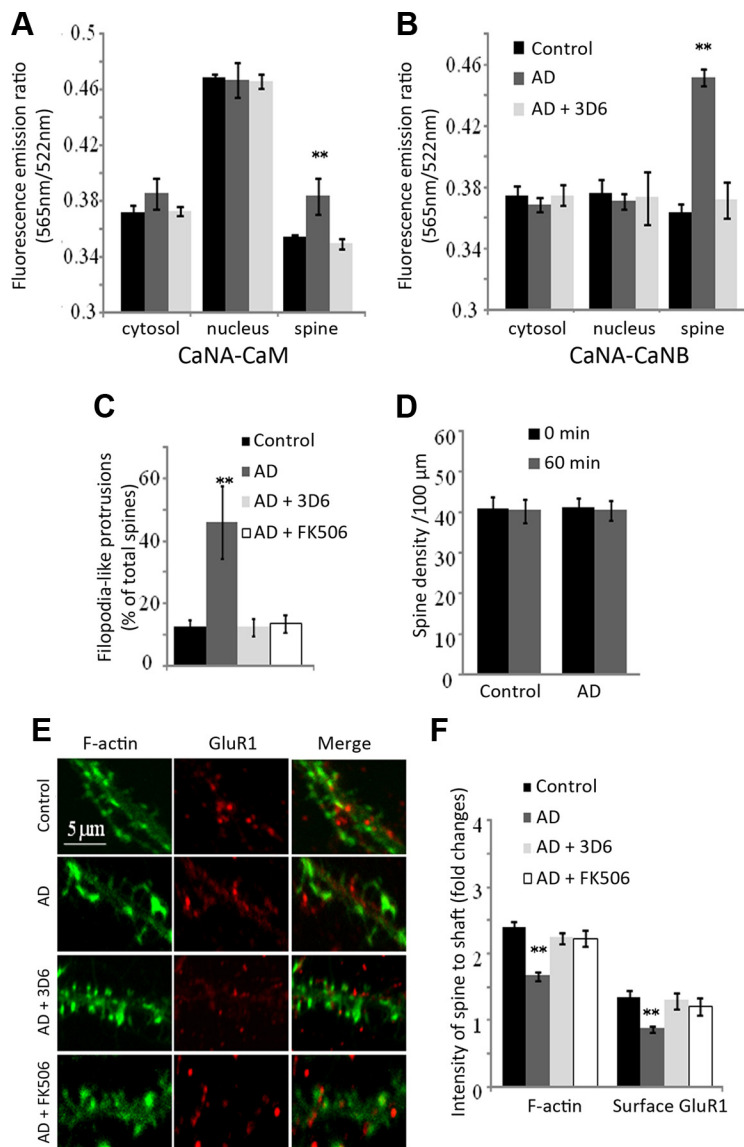 A
Fluorescence emission ratio
(565nm/522nm)
0.5
0.46
0.42
0.38
0.34
0.3
**
cytosol nucleus spine
CaNA-CaM
B
Fluorescence emission ratio
(565nm/522nm)
0.46
0.42
0.38
0.34
0.3
Control
AD
AD + 3D6
**
cytosol nucleus spine
CaNA-CaNB
C
Filopodia-like protrusions
(% of total spines)
60
40
20
0
Control
AD
AD + 3D6
AD + FK506
**
D
Spine density /100 µm
60
50
40
30
20
10
0
0 min
60 min
Control AD
E
F-actin GluR1 Merge
Control
5 µm
AD
AD + 3D6
AD + FK506
F
Intensity of spine to shaft (fold changes)
4
3
2
1
0
Control
AD
AD + 3D6
AD + FK506
**
**
F-actin Surface GluR1